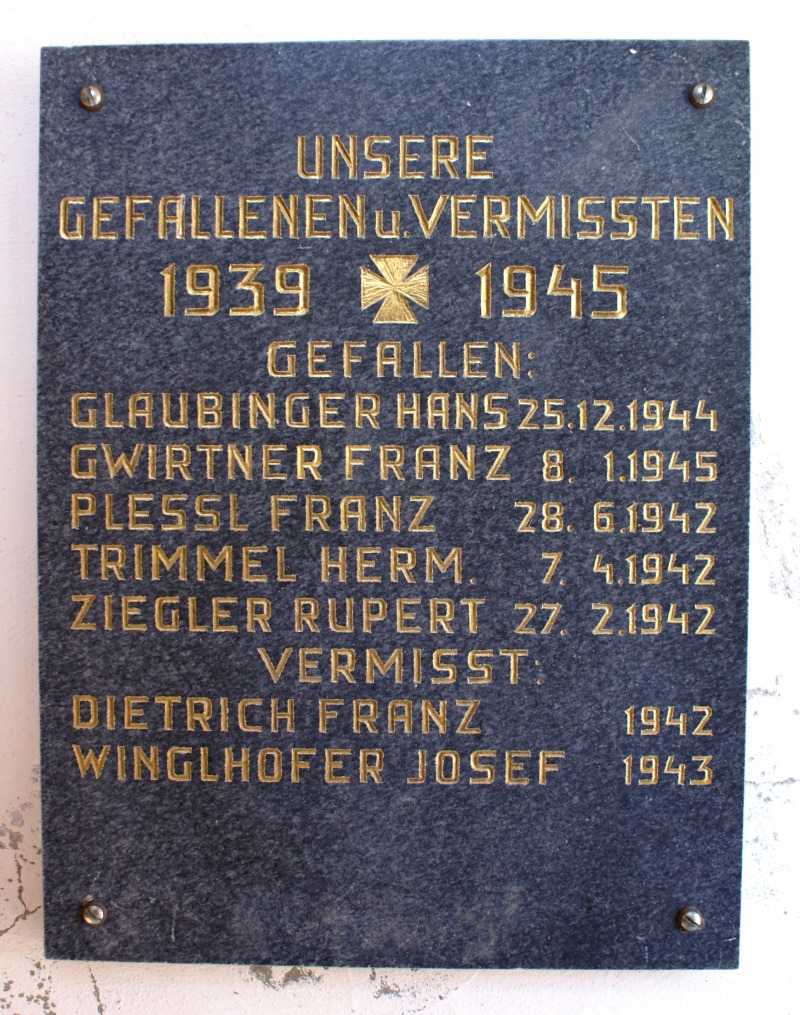 UNSERE
GEFALLENEN u. VERMISSTEN
1939 1945
GEFALLEN:
GLAUBINGER HANS 25.12.1944
GWIRTNER FRANZ 8. 1.1945
PLESSL FRANZ 28. 6.1942
TRIMMEL HERM. 7. 4.1942
ZIEGLER RUPERT 27. 2.1942
VERMISST:
DIETRICH FRANZ 1942
WINGLHOFER JOSEF 1943